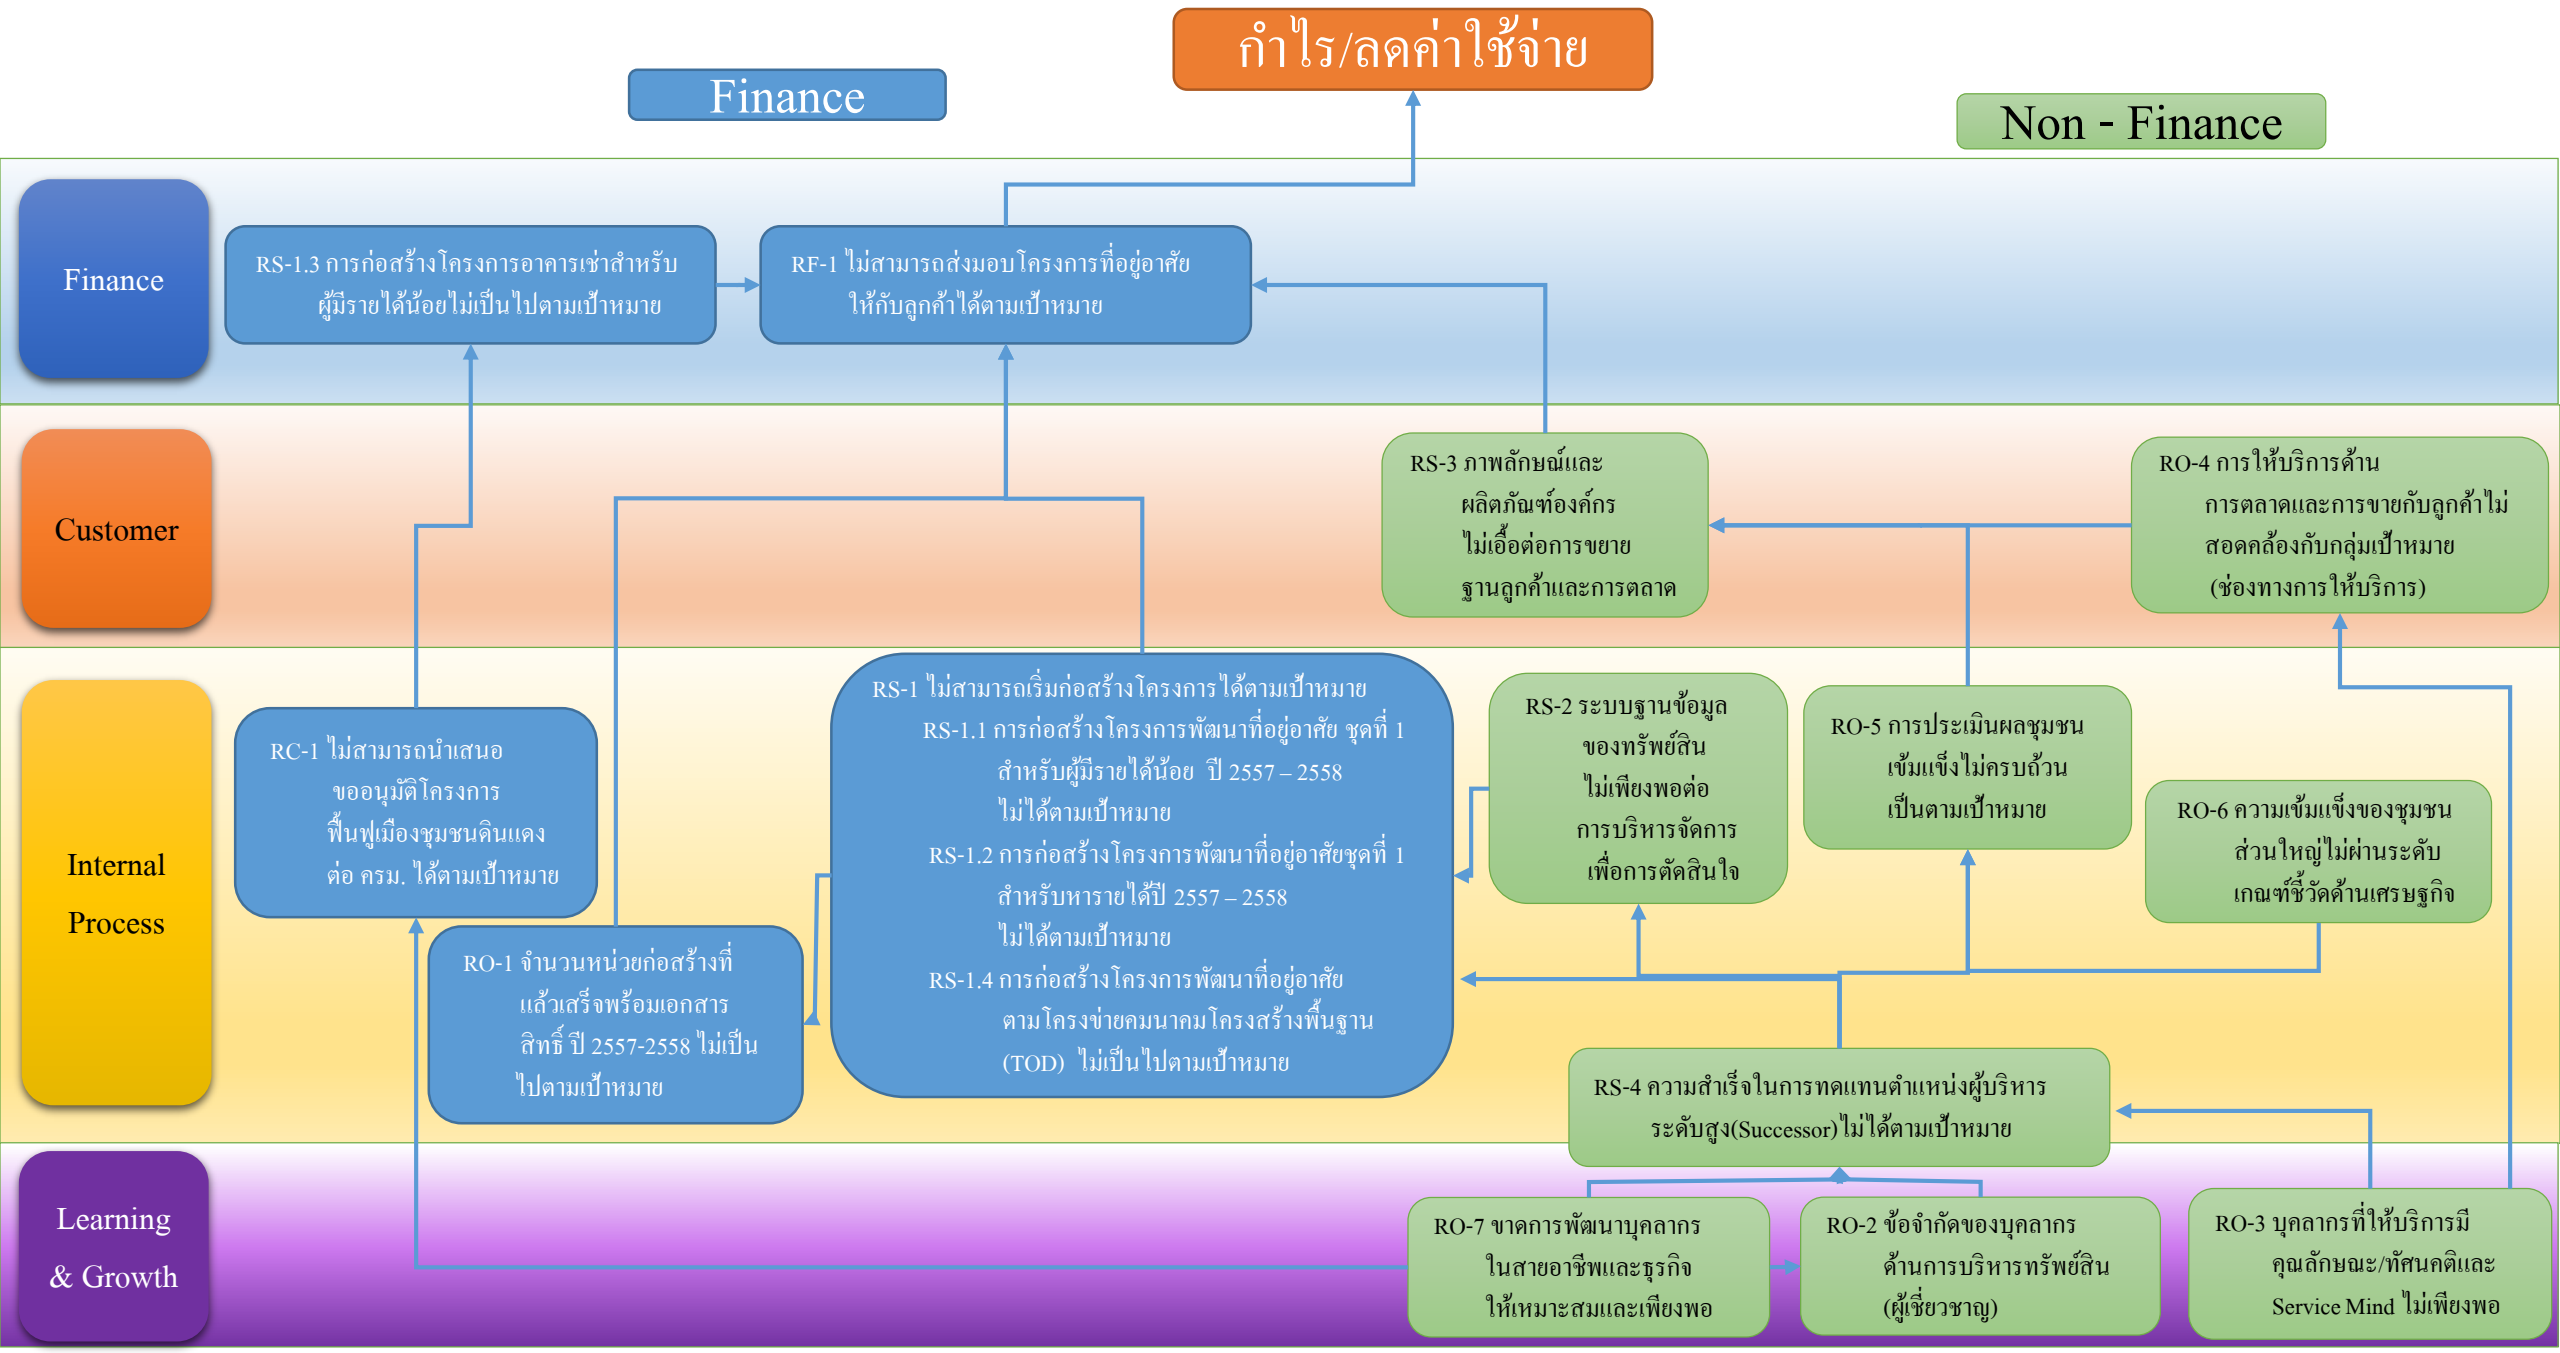 กำไร/ลดค่าใช้จ่าย
Finance
Non - Finance
Finance
RS-1.3 การก่อสร้างโครงการอาคารเช่าสำหรับ
ผู้มีรายได้น้อยไม่เป็นไปตามเป้าหมาย
RF-1 ไม่สามารถส่งมอบโครงการที่อยู่อาศัย
ให้กับลูกค้าได้ตามเป้าหมาย
Customer
RS-3 ภาพลักษณ์และ
ผลิตภัณฑ์องค์กร
ไม่เอื้อต่อการขยาย
ฐานลูกค้าและการตลาด
RO-4 การให้บริการด้าน
การตลาดและการขายกับลูกค้าไม่
สอดคล้องกับกลุ่มเป้าหมาย
(ช่องทางการให้บริการ)
Internal
Process
RC-1 ไม่สามารถนำเสนอ
ขออนุมัติโครงการ
ฟื้นฟูเมืองชุมชนดินแดง
ต่อ ครม. ได้ตามเป้าหมาย
RO-1 จำนวนหน่วยก่อสร้างที่
แล้วเสร็จพร้อมเอกสาร
สิทธิ์ ปี 2557-2558 ไม่เป็น
ไปตามเป้าหมาย
RS-1 ไม่สามารถเริ่มก่อสร้างโครงการได้ตามเป้าหมาย
RS-1.1 การก่อสร้างโครงการพัฒนาที่อยู่อาศัย ชุดที่ 1
สำหรับผู้มีรายได้น้อย ปี 2557 – 2558
ไม่ได้ตามเป้าหมาย
RS-1.2 การก่อสร้างโครงการพัฒนาที่อยู่อาศัยชุดที่ 1
สำหรับหารายได้ปี 2557 – 2558
ไม่ได้ตามเป้าหมาย
RS-1.4 การก่อสร้างโครงการพัฒนาที่อยู่อาศัย
ตามโครงข่ายคมนาคมโครงสร้างพื้นฐาน
(TOD) ไม่เป็นไปตามเป้าหมาย
RS-2 ระบบฐานข้อมูล
ของทรัพย์สิน
ไม่เพียงพอต่อ
การบริหารจัดการ
เพื่อการตัดสินใจ
RO-5 การประเมินผลชุมชน
เข้มแข็งไม่ครบถ้วน
เป็นตามเป้าหมาย
RO-6 ความเข้มแข็งของชุมชน
ส่วนใหญ่ไม่ผ่านระดับ
เกณฑ์ชี้วัดด้านเศรษฐกิจ
RS-4 ความสำเร็จในการทดแทนตำแหน่งผู้บริหาร
ระดับสูง(Successor)ไม่ได้ตามเป้าหมาย
Learning
& Growth
RO-7 ขาดการพัฒนาบุคลากร
ในสายอาชีพและธุรกิจ
ให้เหมาะสมและเพียงพอ
RO-2 ข้อจำกัดของบุคลากร
ด้านการบริหารทรัพย์สิน
(ผู้เชี่ยวชาญ)
RO-3 บุคลากรที่ให้บริการมี
คุณลักษณะ/ทัศนคติและ
Service Mind ไม่เพียงพอ